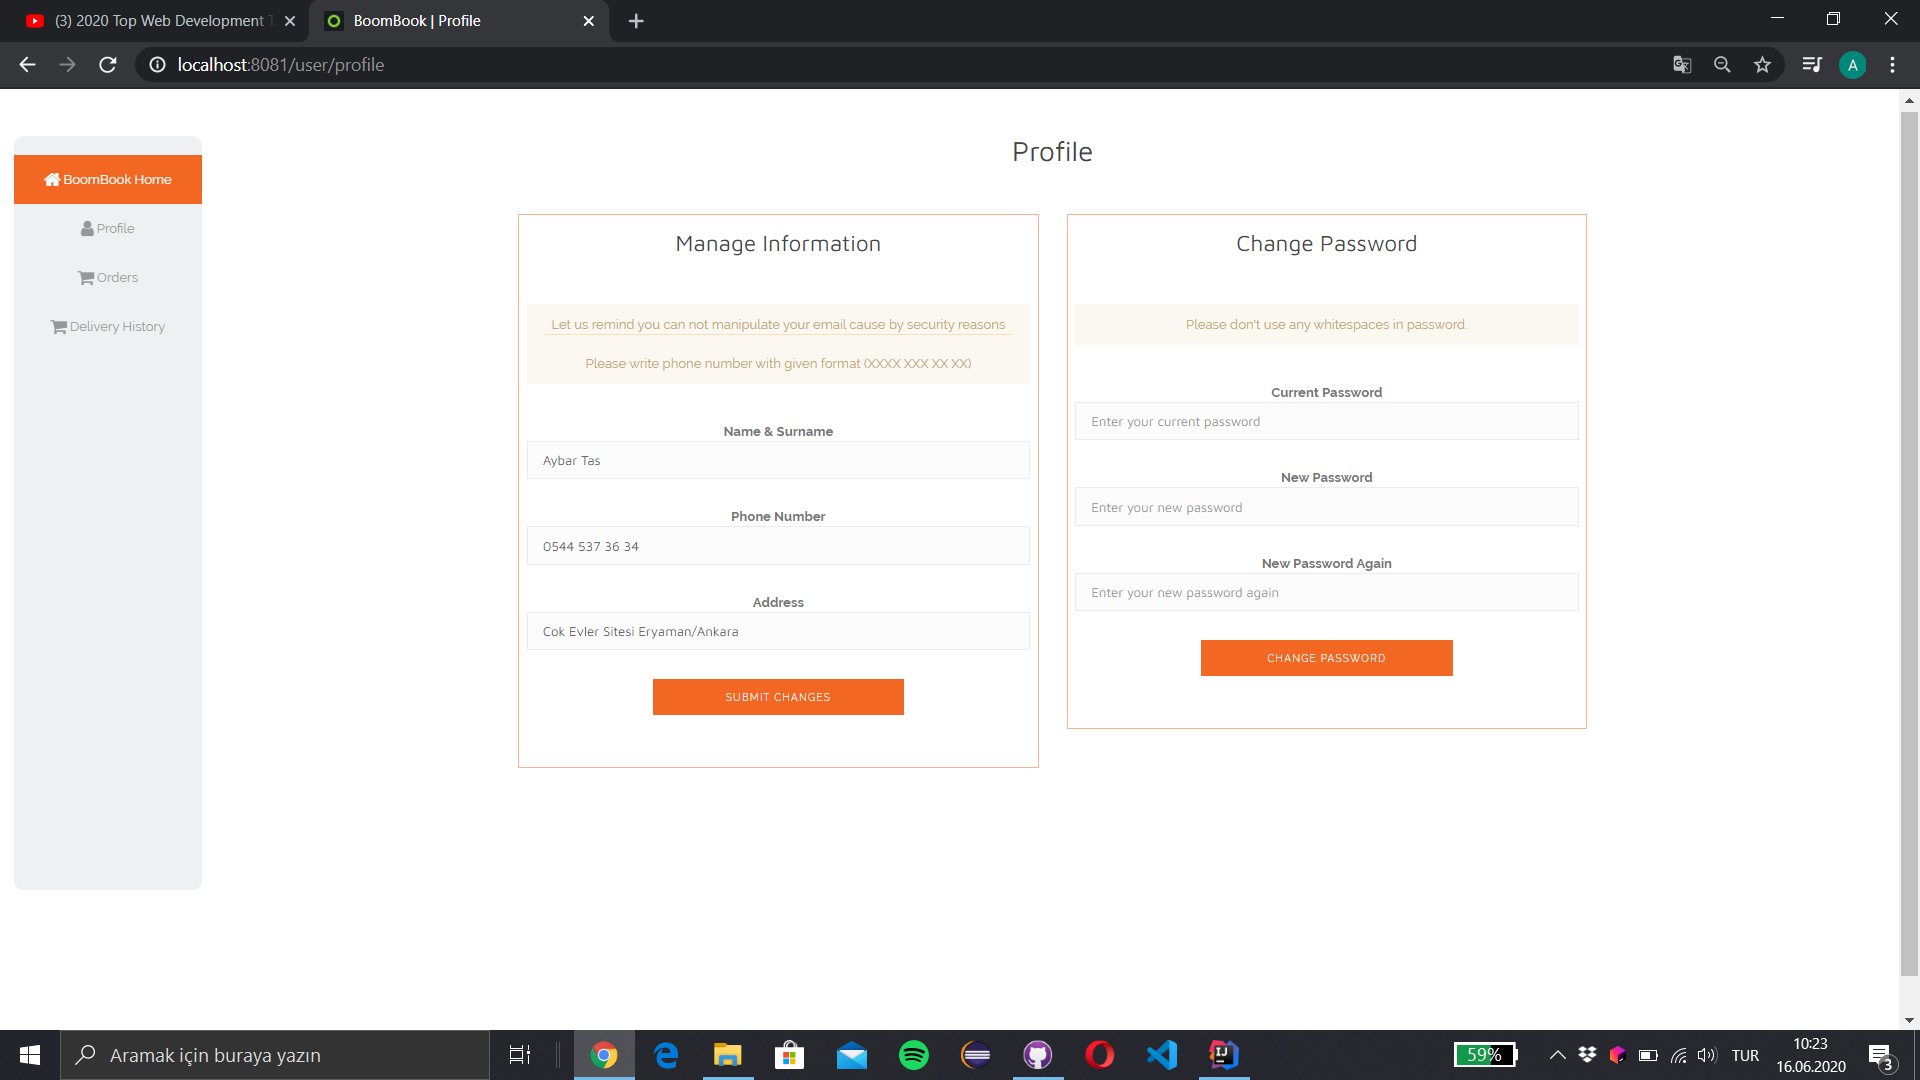 (3) 2020 Top Web Development
BoomBook | Profile
localhost:8081/user/profile
A
Profile
BoomBook Home
Profile
Orders
Delivery History
Manage Information
Let us remind you can not manipulate your email cause by security reasons
Please write phone number with given format (XXXX XXX XX XX)
Name & Surname
Aybar Tas
Phone Number
0544 537 36 34
Address
Cok Evler Sitesi Eryaman/Ankara
SUBMIT CHANGES
Change Password
Please don't use any whitespaces in password.
Current Password
Enter your current password
New Password
Enter your new password
New Password Again
Enter your new password again
CHANGE PASSWORD
Aramak için buraya yazın
59%
TUR
10:23
16.06.2020
3